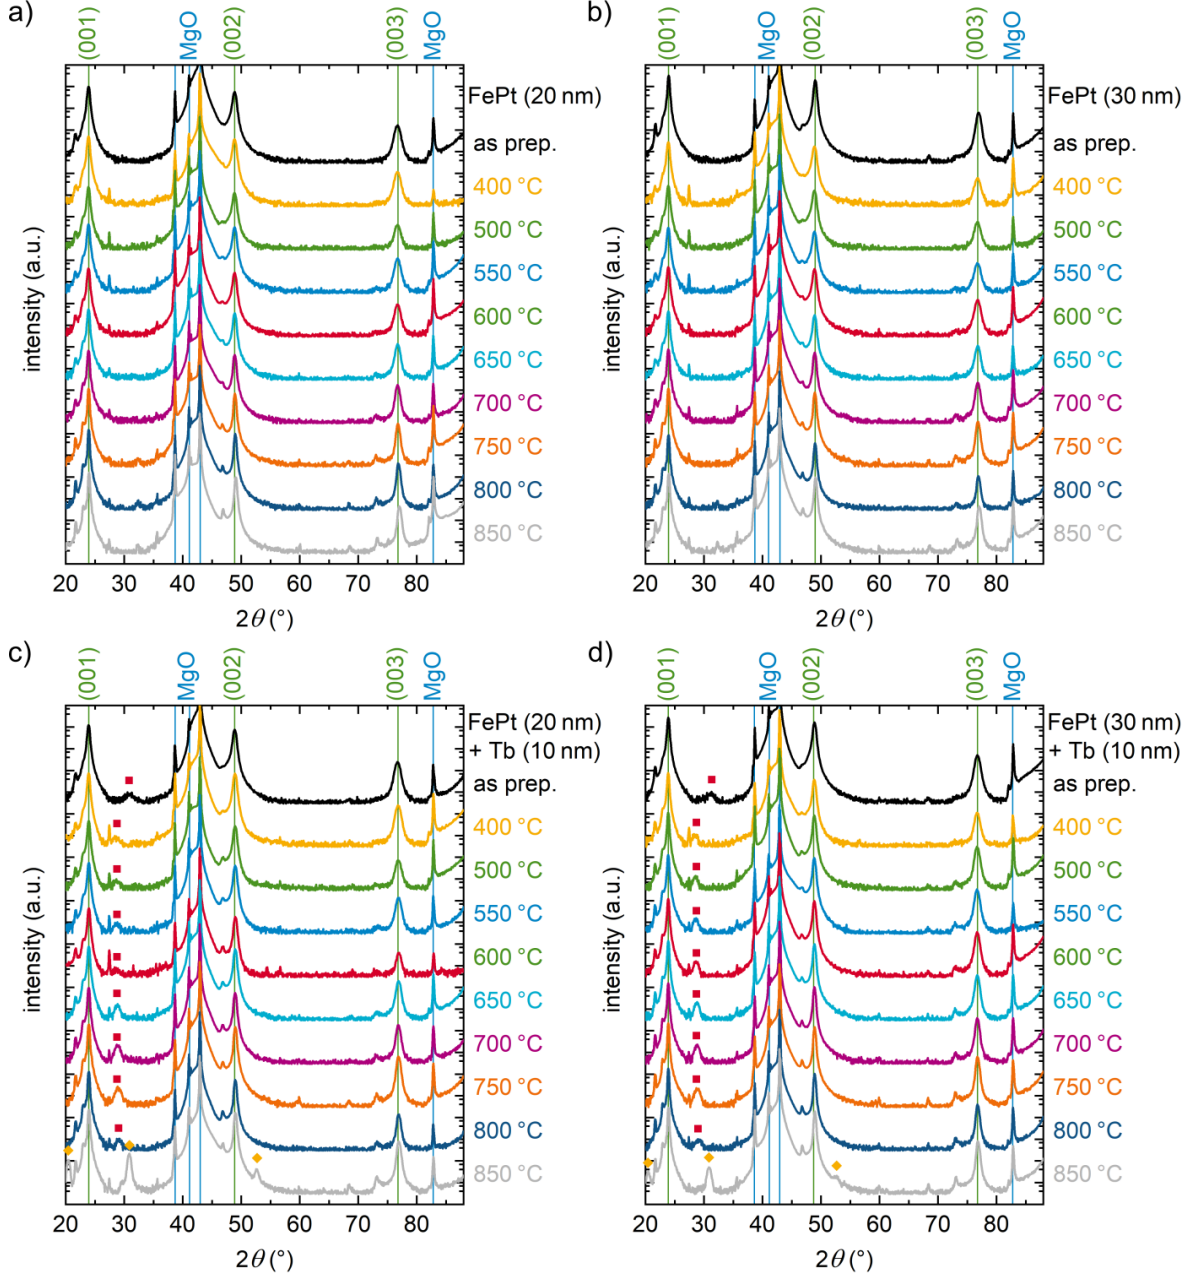 a)
(001)
MgO
(002)
(003)
MgO
FePt (20 nm)
as prep.
400 °C
500 °C
550 °C
600 °C
650 °C
700 °C
750 °C
800 °C
850 °C
intensity (a.u.)
20 30 40 50 60 70 80
2θ (°)
b)
(001)
MgO
(002)
(003)
MgO
FePt (30 nm)
as prep.
400 °C
500 °C
550 °C
600 °C
650 °C
700 °C
750 °C
800 °C
850 °C
intensity (a.u.)
20 30 40 50 60 70 80
2θ (°)
c)
(001)
MgO
(002)
(003)
MgO
FePt (20 nm)
+ Tb (10 nm)
as prep.
400 °C
500 °C
550 °C
600 °C
650 °C
700 °C
750 °C
800 °C
850 °C
intensity (a.u.)
20 30 40 50 60 70 80
2θ (°)
d)
(001)
MgO
(002)
(003)
MgO
FePt (30 nm)
+ Tb (10 nm)
as prep.
400 °C
500 °C
550 °C
600 °C
650 °C
700 °C
750 °C
800 °C
850 °C
intensity (a.u.)
20 30 40 50 60 70 80
2θ (°)